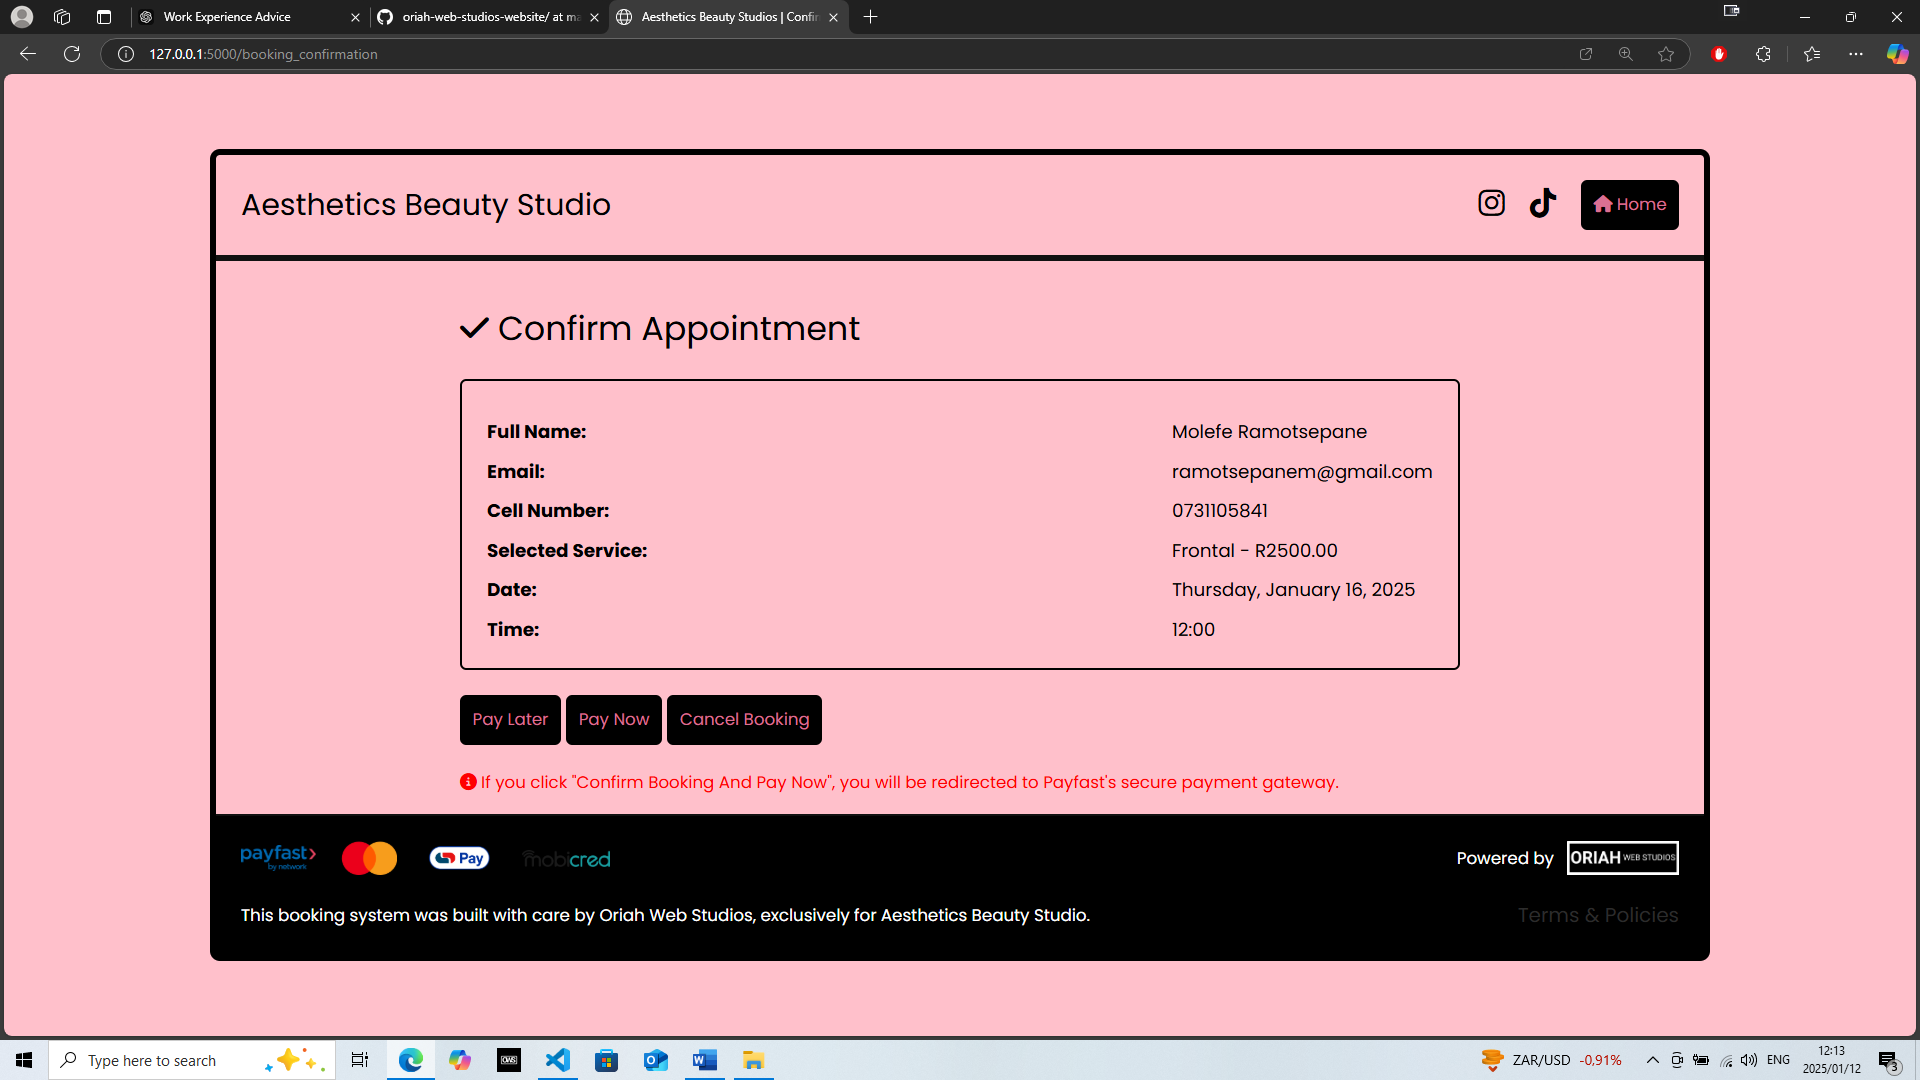 Work Experience Advice
oriah-web-studios-website/ at ma
Aesthetics Beauty Studios | Confir
127.0.0.1:5000/booking_confirmation
Aesthetics Beauty Studio
Home
Confirm Appointment
Full Name: Molefe Ramotsepane
Email: ramotsepanem@gmail.com
Cell Number: 0731105841
Selected Service: Frontal - R2500.00
Date: Thursday, January 16, 2025
Time: 12:00
Pay Later Pay Now Cancel Booking
If you click "Confirm Booking And Pay Now", you will be redirected to Payfast's secure payment gateway.
payfast by network
Pay
mobicred
Powered by ORIAH WEB STUDIOS
This booking system was built with care by Oriah Web Studios, exclusively for Aesthetics Beauty Studio.
Terms & Policies
Type here to search
OWS
ZAR/USD -0,91%
ENG
12:13
2025/01/12
3